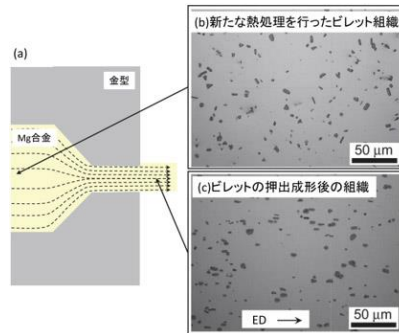 (a)
金型
Mg合金
(b)新たな熱処理を行ったビレット組織
50 μm
(c)ビレットの押出成形後の組織
ED
50 μm